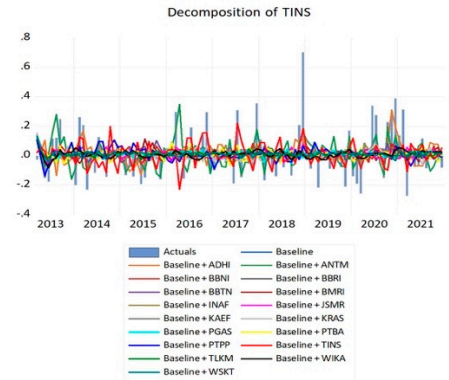 Decomposition of TINS
.8
.6
.4
.2
.0
-.2
-.4
2013 2014 2015 2016 2017 2018 2019 2020 2021
Actuals Baseline
Baseline + ADHI Baseline + ANTM
Baseline + BBNI Baseline + BBRI
Baseline + BBTN Baseline + BMRI
Baseline + INAF Baseline + JSMR
Baseline + KAEF Baseline + KRAS
Baseline + PGAS Baseline + PTBA
Baseline + PTPP Baseline + TINS
Baseline + TLKM Baseline + WIKA
Baseline + WSKT